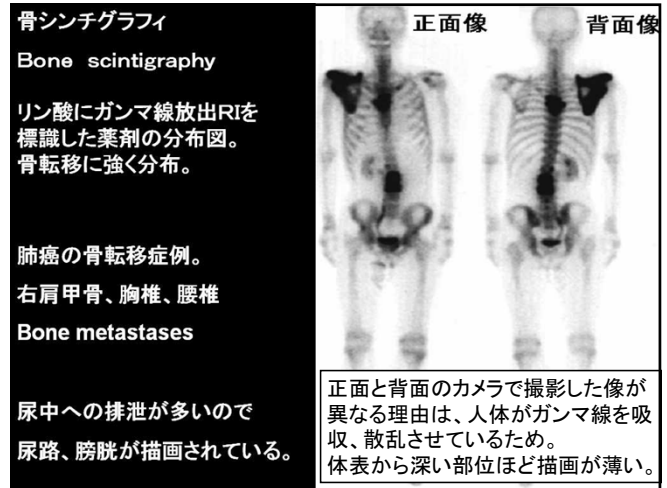 骨シンチグラフィ
Bone scintigraphy
リン酸にガンマ線放出RIを
標識した薬剤の分布図。
骨転移に強く分布。
肺癌の骨転移症例。
右肩甲骨、胸椎、腰椎
Bone metastases
尿中への排泄が多いので
尿路、膀胱が描画されている。
正面像
背面像
正面と背面のカメラで撮影した像が
異なる理由は、人体がガンマ線を吸
収、散乱させているため。
体表から深い部位ほど描画が薄い。